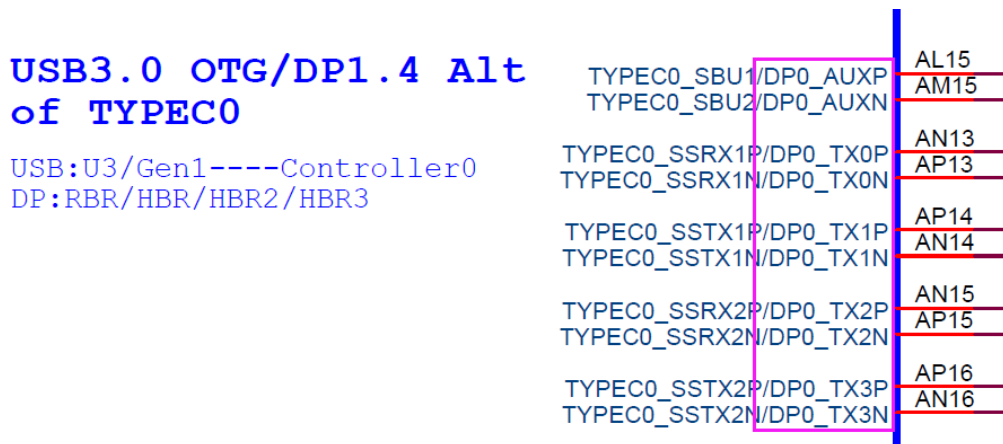 USB3.0 OTG/DP1.4 Alt
of TYPEC0
USB:U3/Gen1----Controller0
DP:RBR/HBR/HBR2/HBR3
TYPEC0_SBU1/DP0_AUXP AL15
TYPEC0_SBU2/DP0_AUXN AM15
TYPEC0_SSRX1P/DP0_TX0P AN13
TYPEC0_SSRX1N/DP0_TX0N AP13
TYPEC0_SSTX1P/DP0_TX1P AP14
TYPEC0_SSTX1N/DP0_TX1N AN14
TYPEC0_SSRX2P/DP0_TX2P AN15
TYPEC0_SSRX2N/DP0_TX2N AP15
TYPEC0_SSTX2P/DP0_TX3P AP16
TYPEC0_SSTX2N/DP0_TX3N AN16